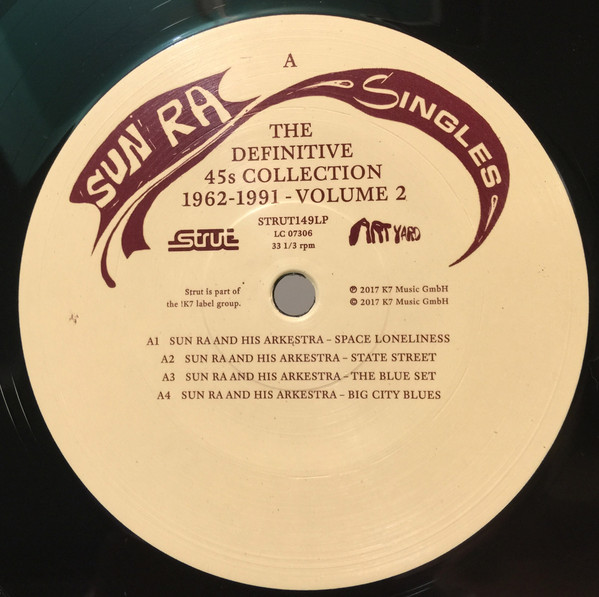 A
SUN RA
SINGLES
THE
DEFINITIVE
45s COLLECTION
1962-1991 - VOLUME 2
Strut
STRUT149LP
LC 07306
33 1/3 rpm
ART YARD
Strut is part of
the !K7 label group.
℗ 2017 K7 Music GmbH
© 2017 K7 Music GmbH
A1 SUN RA AND HIS ARKESTRA – SPACE LONELINESS
A2 SUN RA AND HIS ARKESTRA – STATE STREET
A3 SUN RA AND HIS ARKESTRA – THE BLUE SET
A4 SUN RA AND HIS ARKESTRA – BIG CITY BLUES